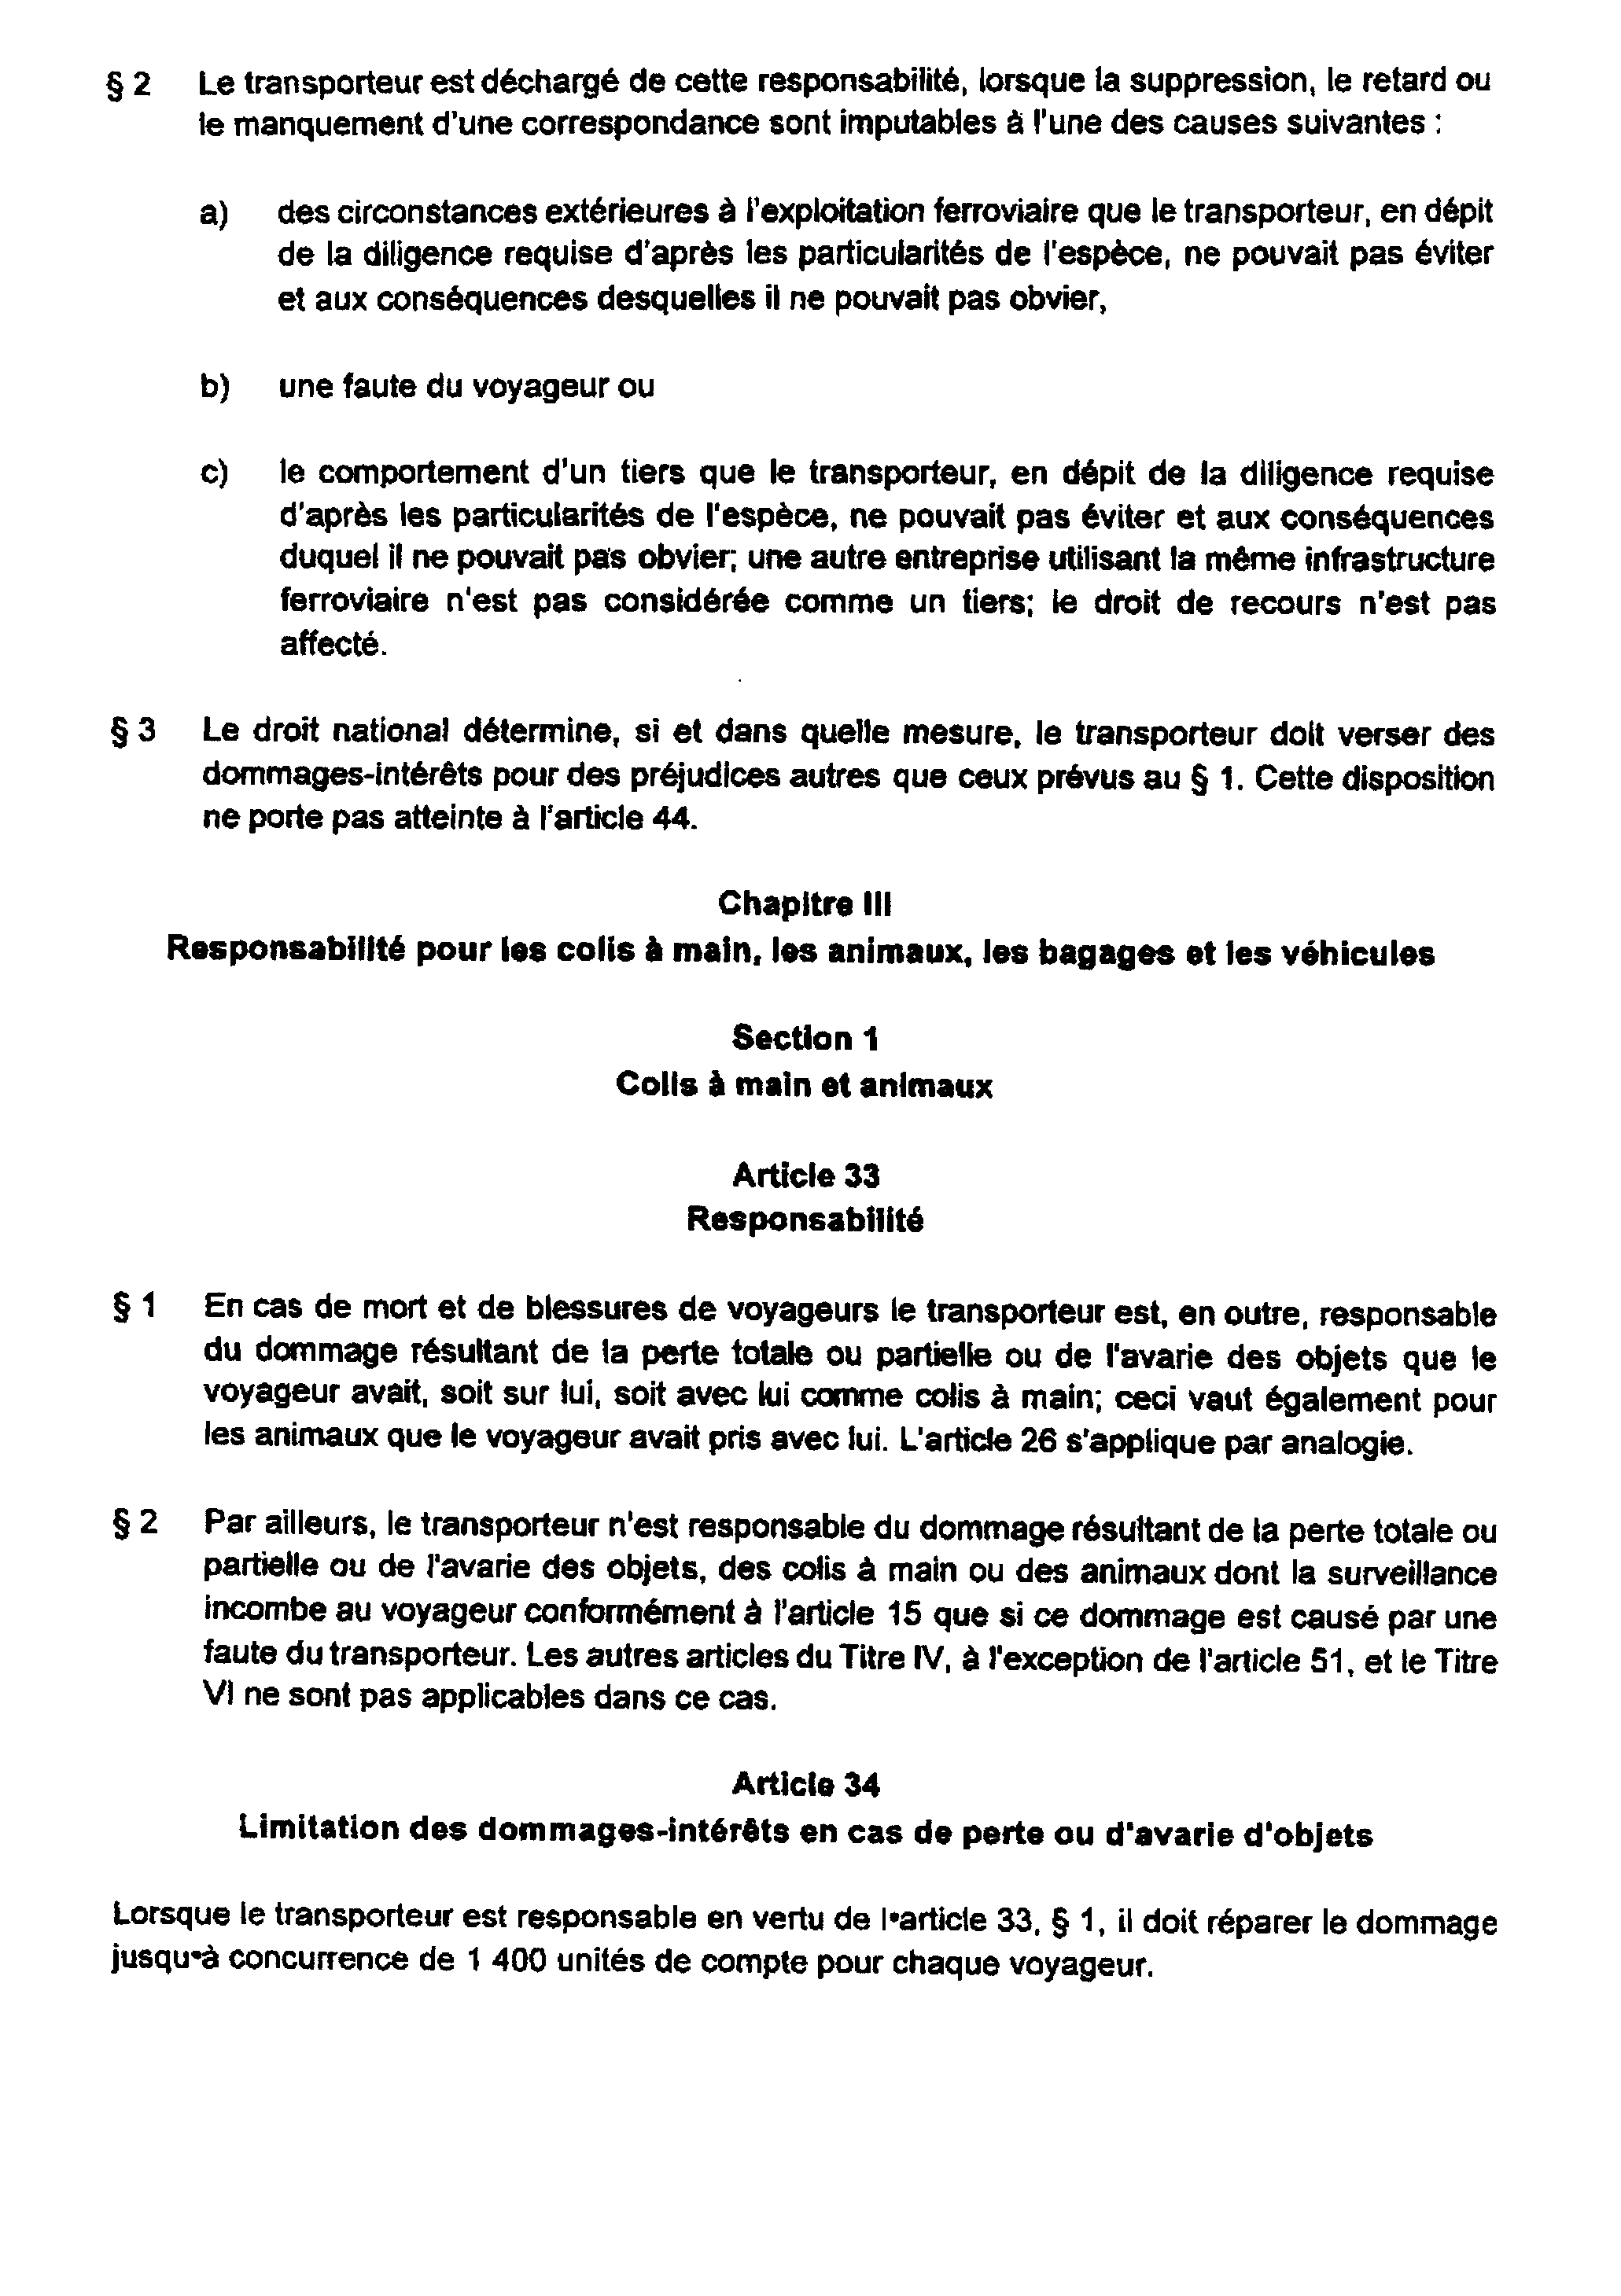 § 2 Le transporteur est déchargé de cette responsabilité, lorsque la suppression, le retard ou
le manquement d'une correspondance sont imputables à l'une des causes suivantes :
a) des circonstances extérieures à l'exploitation ferroviaire que le transporteur, en dépit
de la diligence requise d'après les particularités de l'espèce, ne pouvait pas éviter
et aux conséquences desquelles il ne pouvait pas obvier,
b) une faute du voyageur ou
c) le comportement d'un tiers que le transporteur, en dépit de la diligence requise
d'après les particularités de l'espèce, ne pouvait pas éviter et aux conséquences
duquel il ne pouvait pas obvier; une autre entreprise utilisant la même infrastructure
ferroviaire n'est pas considérée comme un tiers; le droit de recours n'est pas
affecté.
§ 3 Le droit national détermine, si et dans quelle mesure, le transporteur doit verser des
dommages-intérêts pour des préjudices autres que ceux prévus au § 1. Cette disposition
ne porte pas atteinte à l'article 44.
Chapitre III
Responsabilité pour les colis à main, les animaux, les bagages et les véhicules
Section 1
Colis à main et animaux
Article 33
Responsabilité
§ 1 En cas de mort et de blessures de voyageurs le transporteur est, en outre, responsable
du dommage résultant de la perte totale ou partielle ou de l'avarie des objets que le
voyageur avait, soit sur lui, soit avec lui comme colis à main; ceci vaut également pour
les animaux que le voyageur avait pris avec lui. L'article 26 s'applique par analogie.
§ 2 Par ailleurs, le transporteur n'est responsable du dommage résultant de la perte totale ou
partielle ou de l'avarie des objets, des colis à main ou des animaux dont la surveillance
incombe au voyageur conformément à l'article 15 que si ce dommage est causé par une
faute du transporteur. Les autres articles du Titre IV, à l'exception de l'article 51, et le Titre
VI ne sont pas applicables dans ce cas.
Article 34
Limitation des dommages-intérêts en cas de perte ou d'avarie d'objets
Lorsque le transporteur est responsable en vertu de l'article 33, § 1, il doit réparer le dommage
jusqu'à concurrence de 1 400 unités de compte pour chaque voyageur.